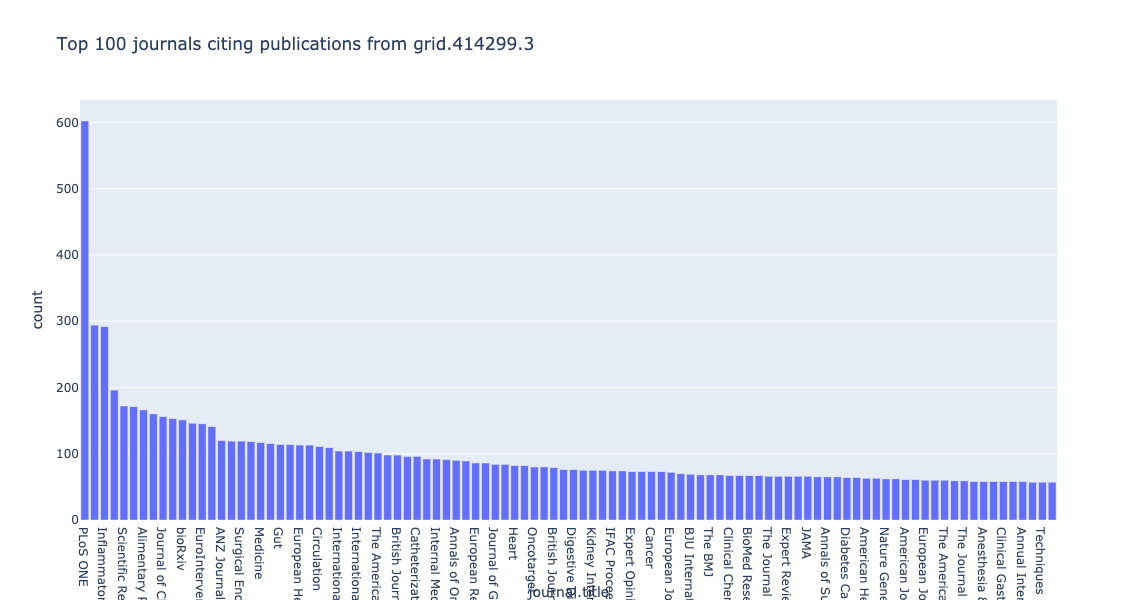 Top 100 journals citing publications from grid.414299.3
600
500
400
300
200
100
0
count
PLoS ONE
Inflammator
Scientific Re
Alimentary P
Journal of Cl
bioRxiv
EuroInterve
ANZ Journal
Surgical End
Medicine
Gut
European He
Circulation
Internationa
Internationa
The America
British Journ
Catheterizat
Internal Med
Annals of On
European Re
Journal of G
Heart
Oncotarget
British Journ
Digestive
Kidney Inter
IFAC Procee
Expert Opini
Cancer
European Jo
BJU Internat
The BMJ
Clinical Chem
BioMed Rese
The Journal
Expert Revie
JAMA
Annals of Su
Diabetes Ca
American He
Nature Gene
American Jo
European Jo
The America
The Journal
Anesthesia &
Clinical Gast
Annual Inter
Techniques
journal.title